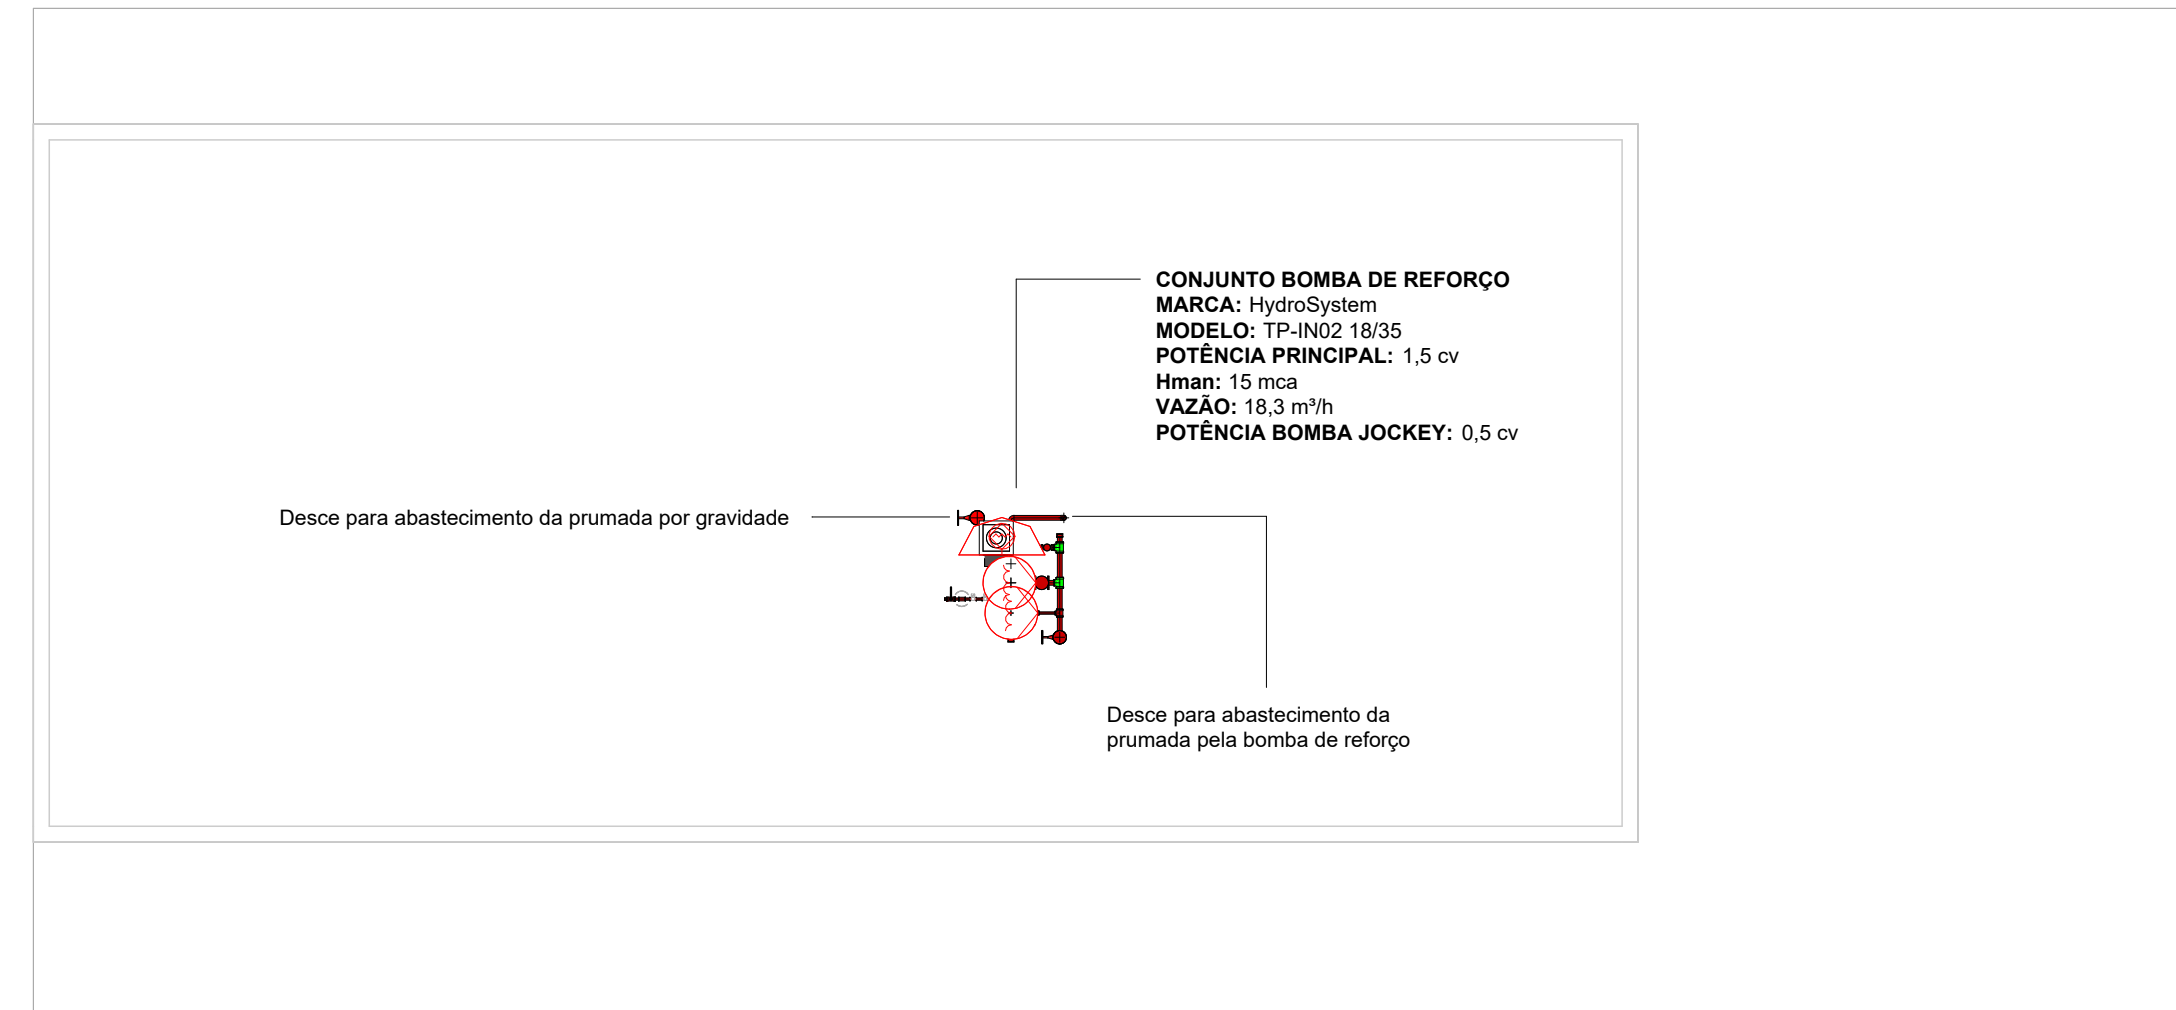 CONJUNTO BOMBA DE REFORÇO
MARCA: HydroSystem
MODELO: TP-IN02 18/35
POTÊNCIA PRINCIPAL: 1,5 cv
Hman: 15 mca
VAZÃO: 18,3 m³/h
POTÊNCIA BOMBA JOCKEY: 0,5 cv
Desce para abastecimento da prumada por gravidade
Desce para abastecimento da
prumada pela bomba de reforço